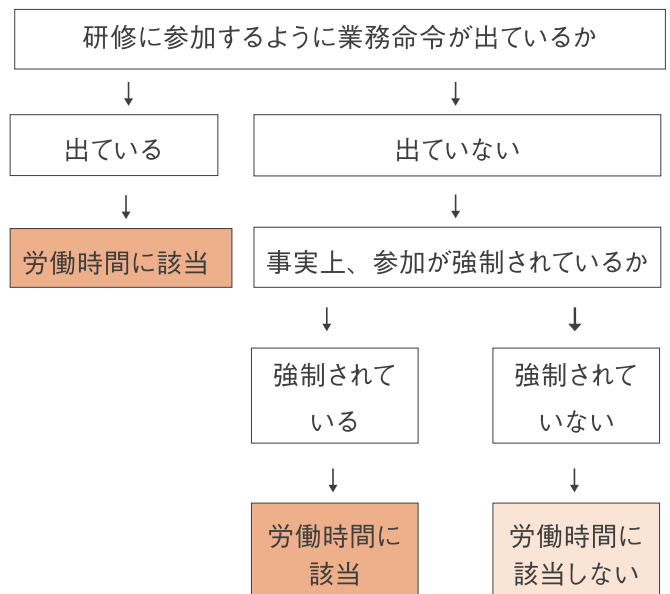 研修に参加するように業務命令が出ているか
出ている
出ていない
労働時間に該当
事実上、参加が強制されているか
強制されて
いる
強制されて
いない
労働時間に
該当
労働時間に
該当しない